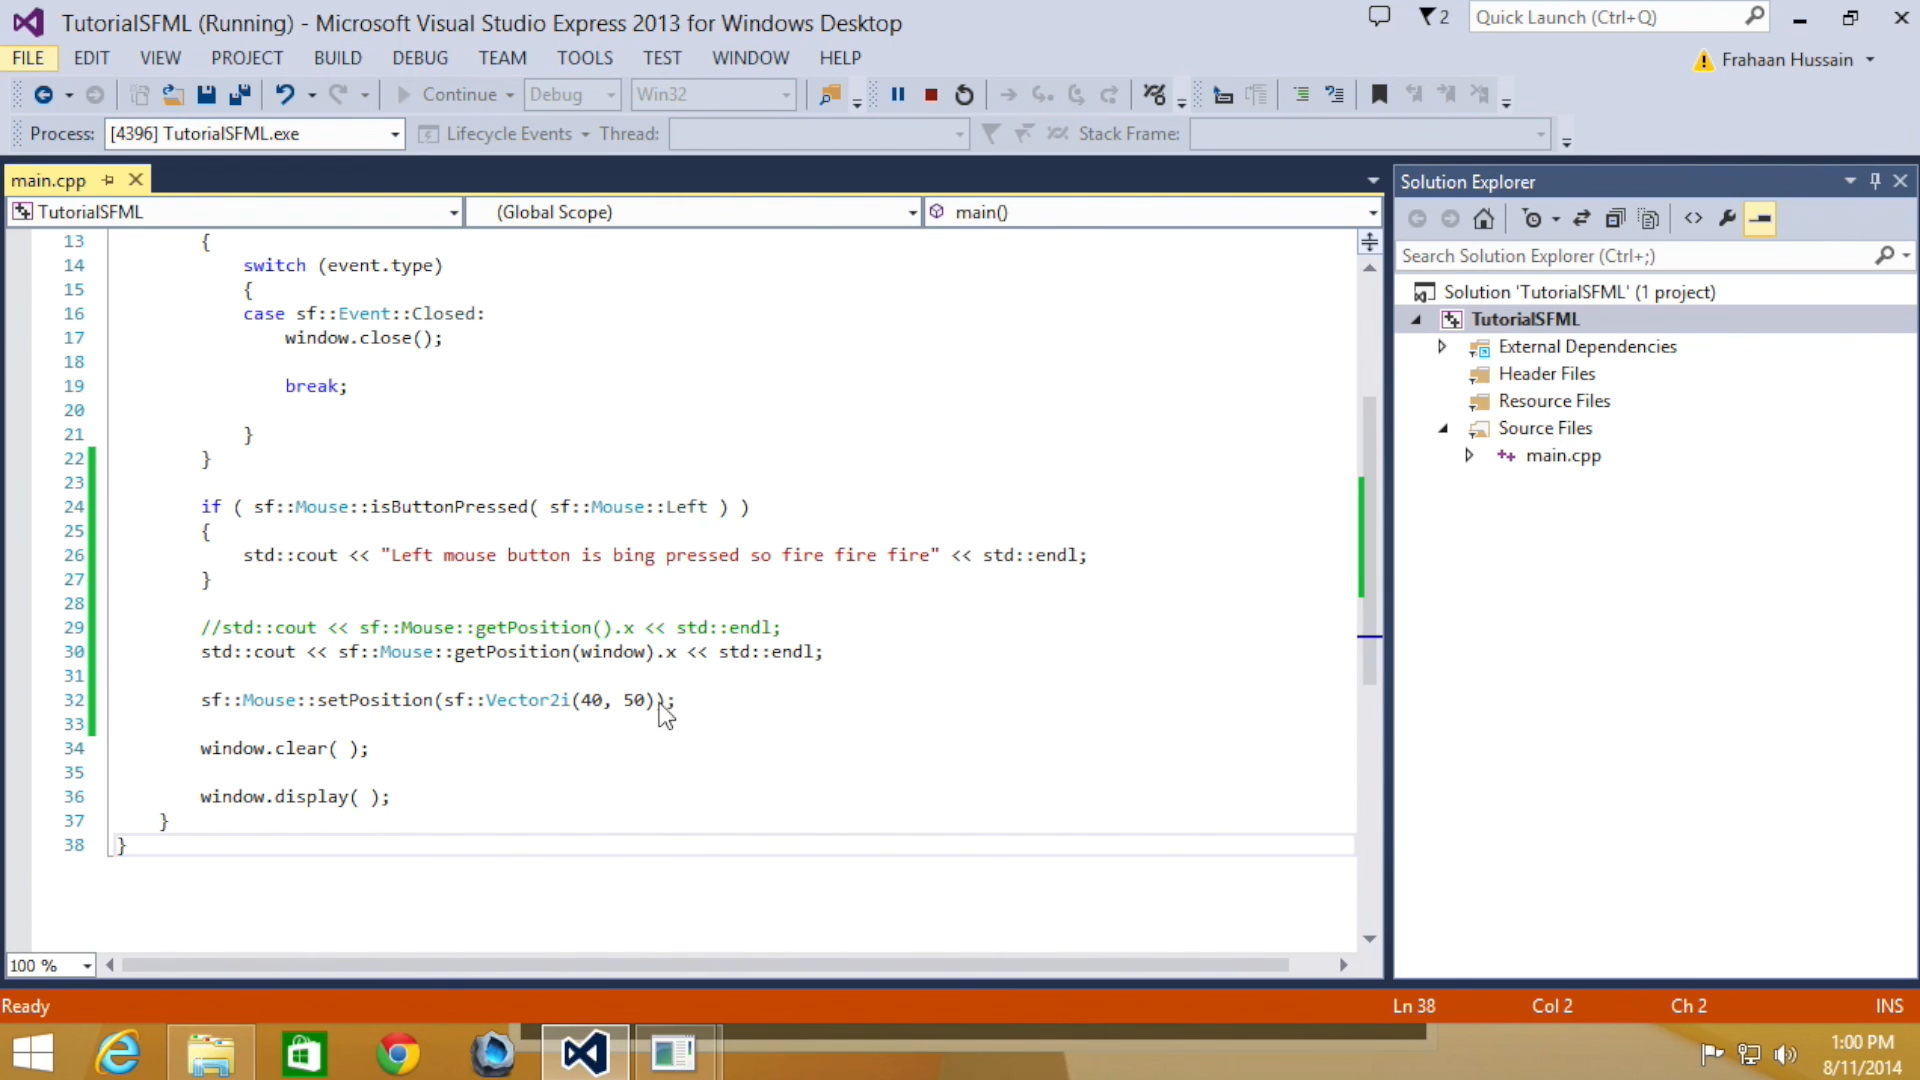 TutorialSFML (Running) - Microsoft Visual Studio Express 2013 for Windows Desktop
2
Quick Launch (Ctrl+Q)
FILE EDIT VIEW PROJECT BUILD DEBUG TEAM TOOLS TEST WINDOW HELP
Frahaan Hussain
Continue Debug Win32
Process: [4396] TutorialSFML.exe Lifecycle Events Thread: Stack Frame:
main.cpp
TutorialSFML (Global Scope) main()
13 {
14 switch (event.type)
15 {
16 case sf::Event::Closed:
17 window.close();
18
19 break;
20
21 }
22 }
23
24 if ( sf::Mouse::isButtonPressed( sf::Mouse::Left ) )
25 {
26 std::cout << "Left mouse button is bing pressed so fire fire fire" << std::endl;
27 }
28
29 //std::cout << sf::Mouse::getPosition().x << std::endl;
30 std::cout << sf::Mouse::getPosition(window).x << std::endl;
31
32 sf::Mouse::setPosition(sf::Vector2i(40, 50));
33
34 window.clear( );
35
36 window.display( );
37 }
38 }
100 %
Solution Explorer
Search Solution Explorer (Ctrl+;)
Solution 'TutorialSFML' (1 project)
TutorialSFML
External Dependencies
Header Files
Resource Files
Source Files
main.cpp
Ready Ln 38 Col 2 Ch 2 INS
1:00 PM
8/11/2014